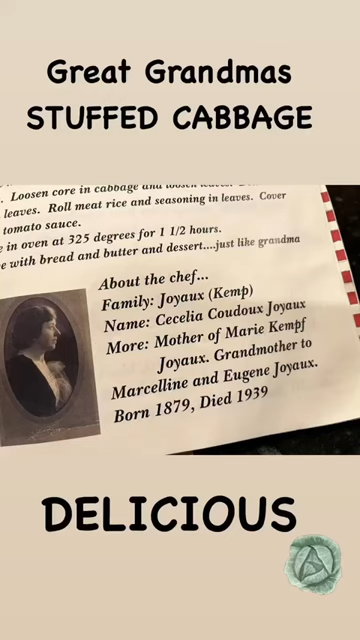 Great Grandmas
STUFFED CABBAGE
. Loosen core in cabbage and loosen
leaves. Roll meat rice and seasoning in leaves. Cover
tomato sauce.
e in oven at 325 degrees for 1 1/2 hours.
e with bread and butter and dessert....just like grandma
About the chef...
Family: Joyaux (Kemp)
Name: Cecelia Coudoux Joyaux
More: Mother of Marie Kempf
Joyaux. Grandmother to
Marcelline and Eugene Joyaux.
Born 1879, Died 1939
DELICIOUS